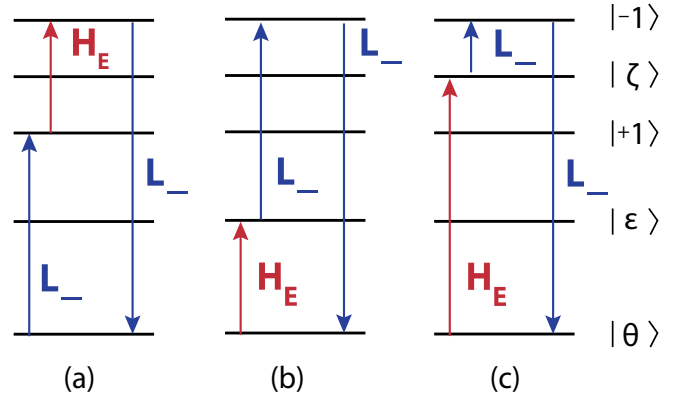 |−1⟩
H_E
L_
|ζ⟩
L_
|+1⟩
L_
L_
L_
|ε⟩
L_
H_E
H_E
|θ⟩
(a)
(b)
(c)